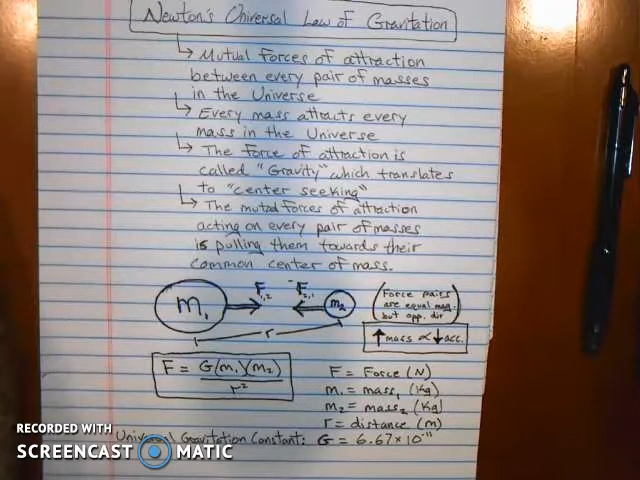 Newton's Universal Law of Gravitation
↳ Mutual forces of attraction
between every pair of masses
in the Universe
↳ Every mass attracts every
mass in the Universe
↳ The force of attraction is
called "Gravity" which translates
to "center seeking"
↳ The mutual forces of attraction
acting on every pair of masses
is pulling them towards their
common center of mass.
m₁ F₁,₂ -F₂,₁ m₂
(Force pairs
are equal mag.
but opp. dir)
r
↑mass ∝ ↓acc.
F = G(m₁)(m₂)
r²
F = Force (N)
m₁ = mass₁ (kg)
m₂ = mass₂ (kg)
r = distance (m)
Universal Gravitation Constant: G = 6.67×10⁻¹¹
RECORDED WITH
SCREENCAST MATIC